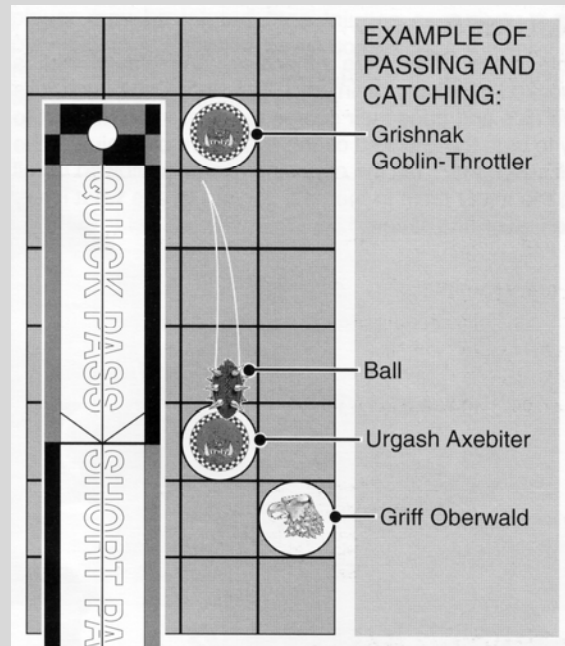 EXAMPLE OF
PASSING AND
CATCHING:
Grishnak
Goblin-Throttler
Ball
Urgash Axebiter
Griff Oberwald
QUICK PASS
SHORT PA